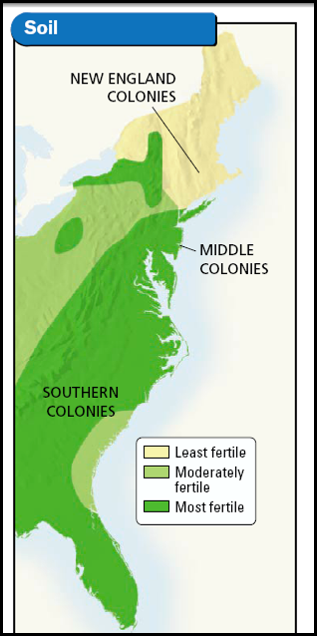 Soil
NEW ENGLAND
COLONIES
MIDDLE
COLONIES
SOUTHERN
COLONIES
Least fertile
Moderately
fertile
Most fertile